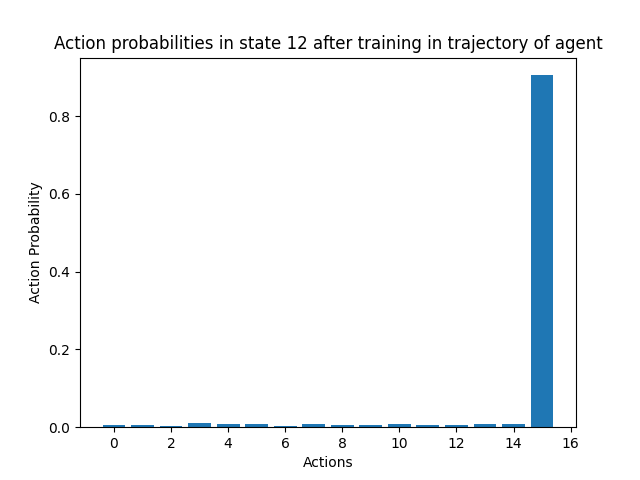 Action probabilities in state 12 after training in trajectory of agent
0.8
0.6
0.4
0.2
0.0
Action Probability
0 2 4 6 8 10 12 14 16
Actions